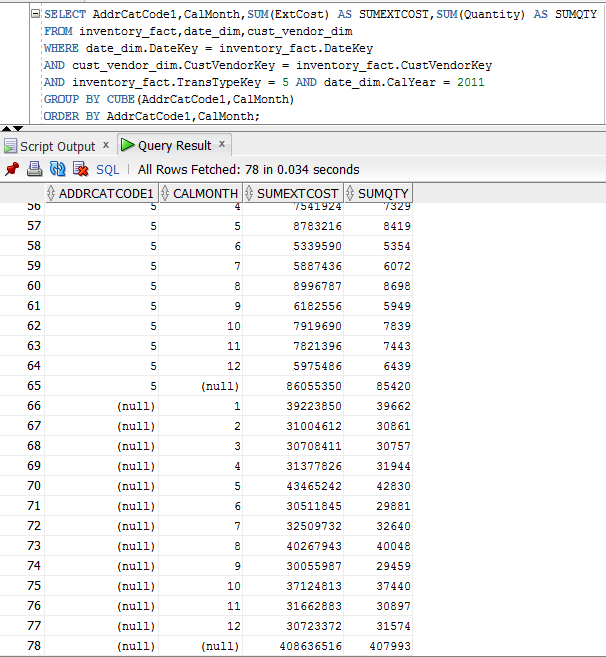 SELECT AddrCatCode1,CalMonth,SUM(ExtCost) AS SUMEXTCOST,SUM(Quantity) AS SUMQTY
FROM inventory_fact,date_dim,cust_vendor_dim
WHERE date_dim.DateKey = inventory_fact.DateKey
AND cust_vendor_dim.CustVendorKey = inventory_fact.CustVendorKey
AND inventory_fact.TransTypeKey = 5 AND date_dim.CalYear = 2011
GROUP BY CUBE(AddrCatCode1,CalMonth)
ORDER BY AddrCatCode1,CalMonth;
Script Output x Query Result x
SQL | All Rows Fetched: 78 in 0.034 seconds
ADDRCATCODE1 CALMONTH SUMEXTCOST SUMQTY
56 5 4 7541924 7329
57 5 5 8783216 8419
58 5 6 5339590 5354
59 5 7 5887436 6072
60 5 8 8996787 8698
61 5 9 6182556 5949
62 5 10 7919690 7839
63 5 11 7821396 7443
64 5 12 5975486 6439
65 5 (null) 86055350 85420
66 (null) 1 39223850 39662
67 (null) 2 31004612 30861
68 (null) 3 30708411 30757
69 (null) 4 31377826 31944
70 (null) 5 43465242 42830
71 (null) 6 30511845 29881
72 (null) 7 32509732 32640
73 (null) 8 40267943 40048
74 (null) 9 30055987 29459
75 (null) 10 37124813 37440
76 (null) 11 31662883 30897
77 (null) 12 30723372 31574
78 (null) (null) 408636516 407993